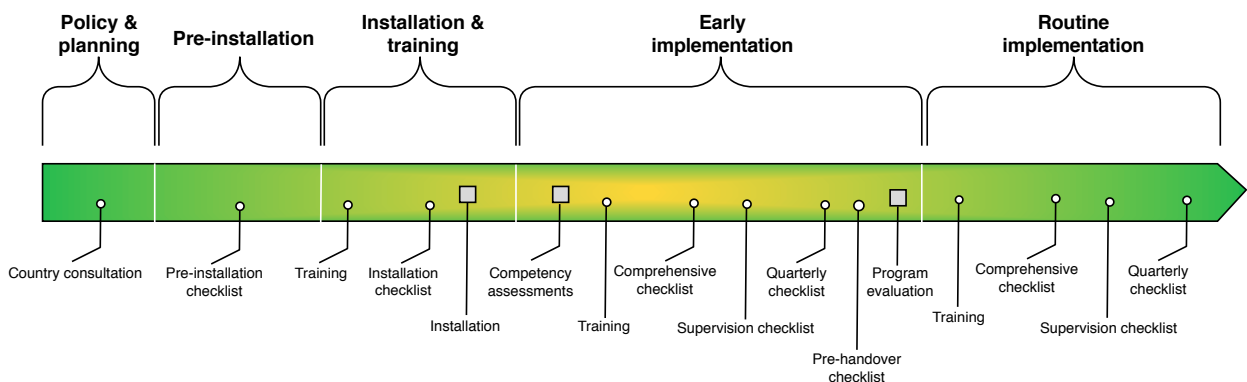 Policy &
planning
Pre-installation
Installation &
training
Early
implementation
Routine
implementation
Country consultation
Pre-installation
checklist
Training
Installation
checklist
Installation
Competency
assessments
Training
Comprehensive
checklist
Supervision checklist
Quarterly
checklist
Pre-handover
checklist
Program
evaluation
Training
Comprehensive
checklist
Supervision checklist
Quarterly
checklist